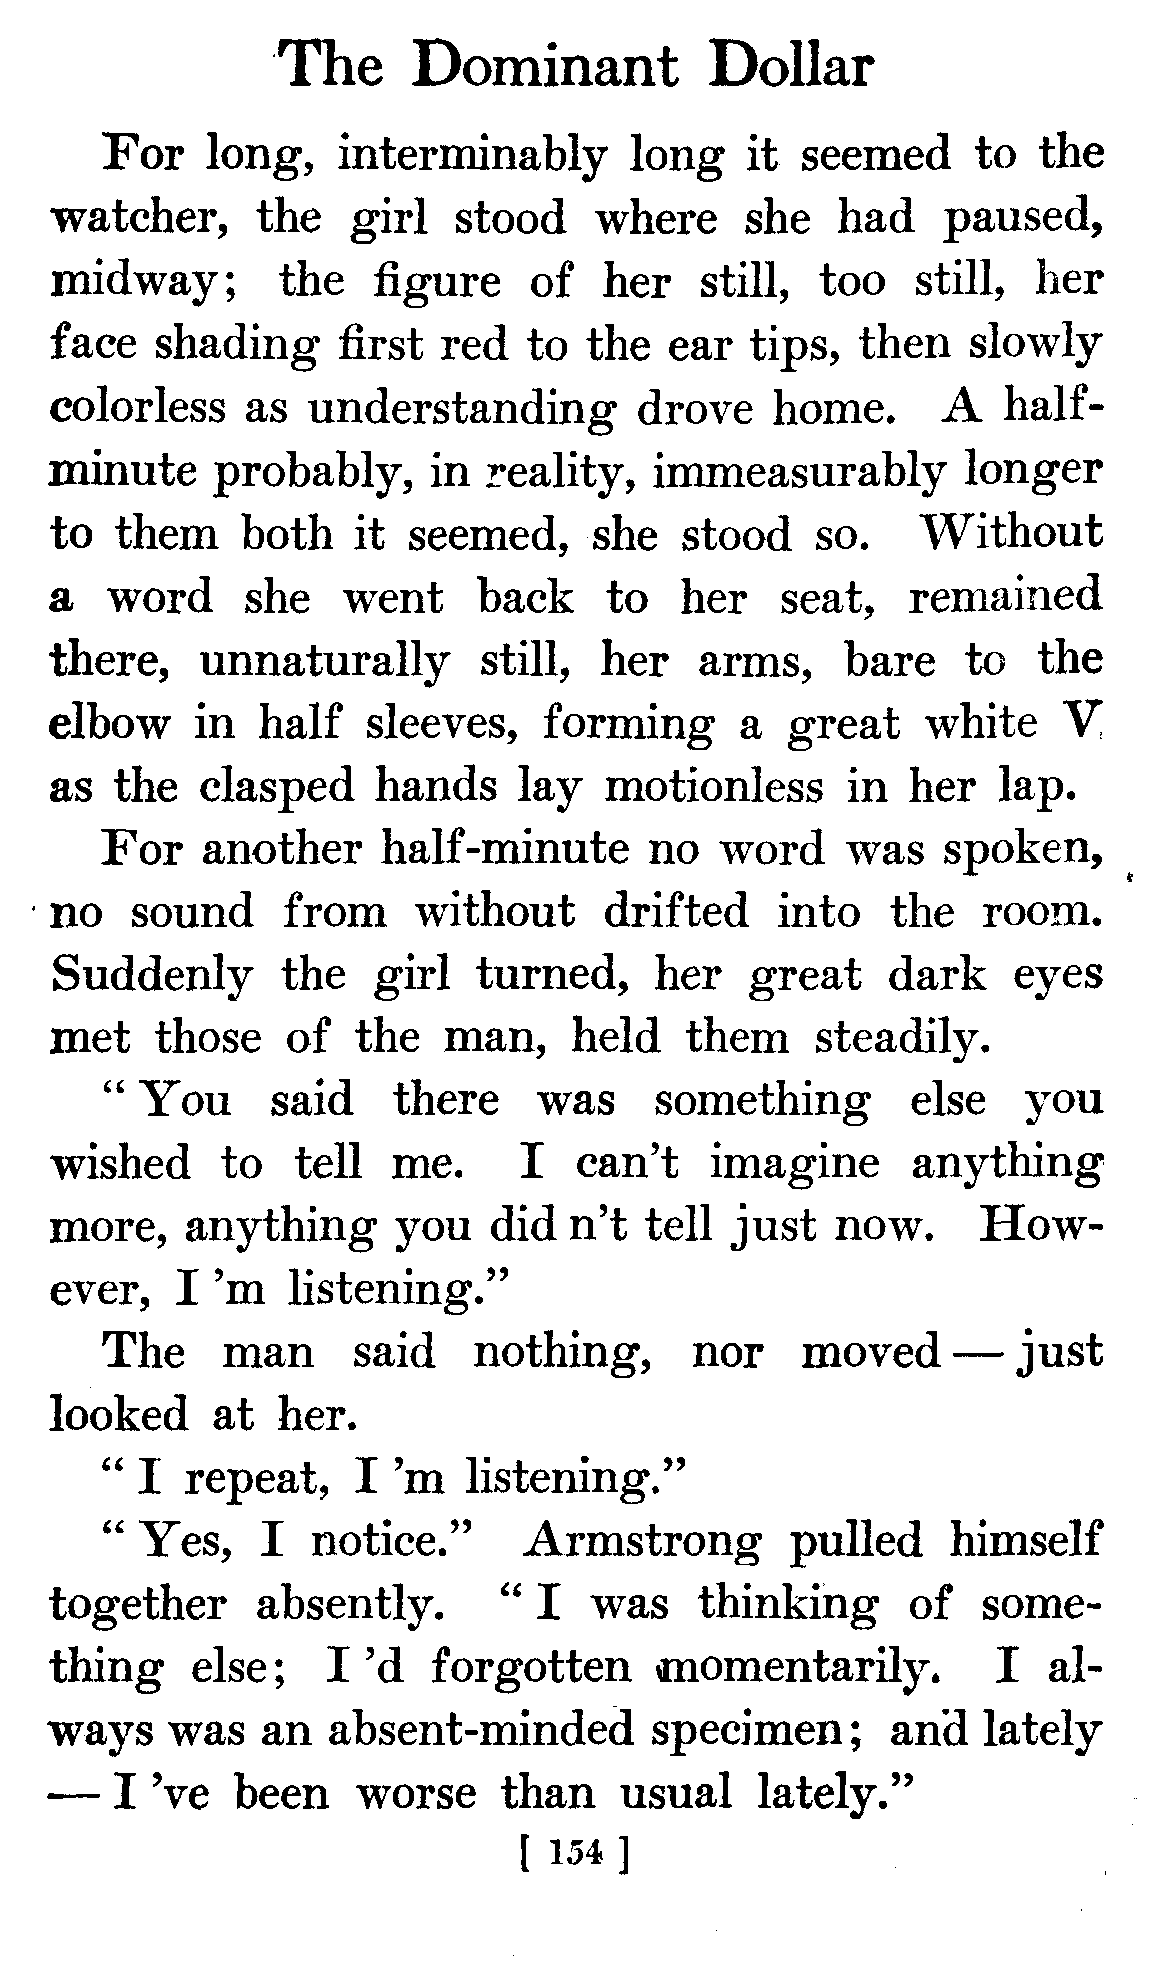 The Dominant Dollar
For long, interminably long it seemed to the
watcher, the girl stood where she had paused,
midway; the figure of her still, too still, her
face shading first red to the ear tips, then slowly
colorless as understanding drove home. A half-
minute probably, in reality, immeasurably longer
to them both it seemed, she stood so. Without
a word she went back to her seat, remained
there, unnaturally still, her arms, bare to the
elbow in half sleeves, forming a great white V
as the clasped hands lay motionless in her lap.
For another half-minute no word was spoken,
no sound from without drifted into the room.
Suddenly the girl turned, her great dark eyes
met those of the man, held them steadily.
“ You said there was something else you
wished to tell me. I can’t imagine anything
more, anything you did n’t tell just now. How-
ever, I ’m listening.”
The man said nothing, nor moved — just
looked at her.
“ I repeat, I ’m listening.”
“ Yes, I notice.” Armstrong pulled himself
together absently. “ I was thinking of some-
thing else; I ’d forgotten momentarily. I al-
ways was an absent-minded specimen; and lately
— I ’ve been worse than usual lately.”
[ 154 ]